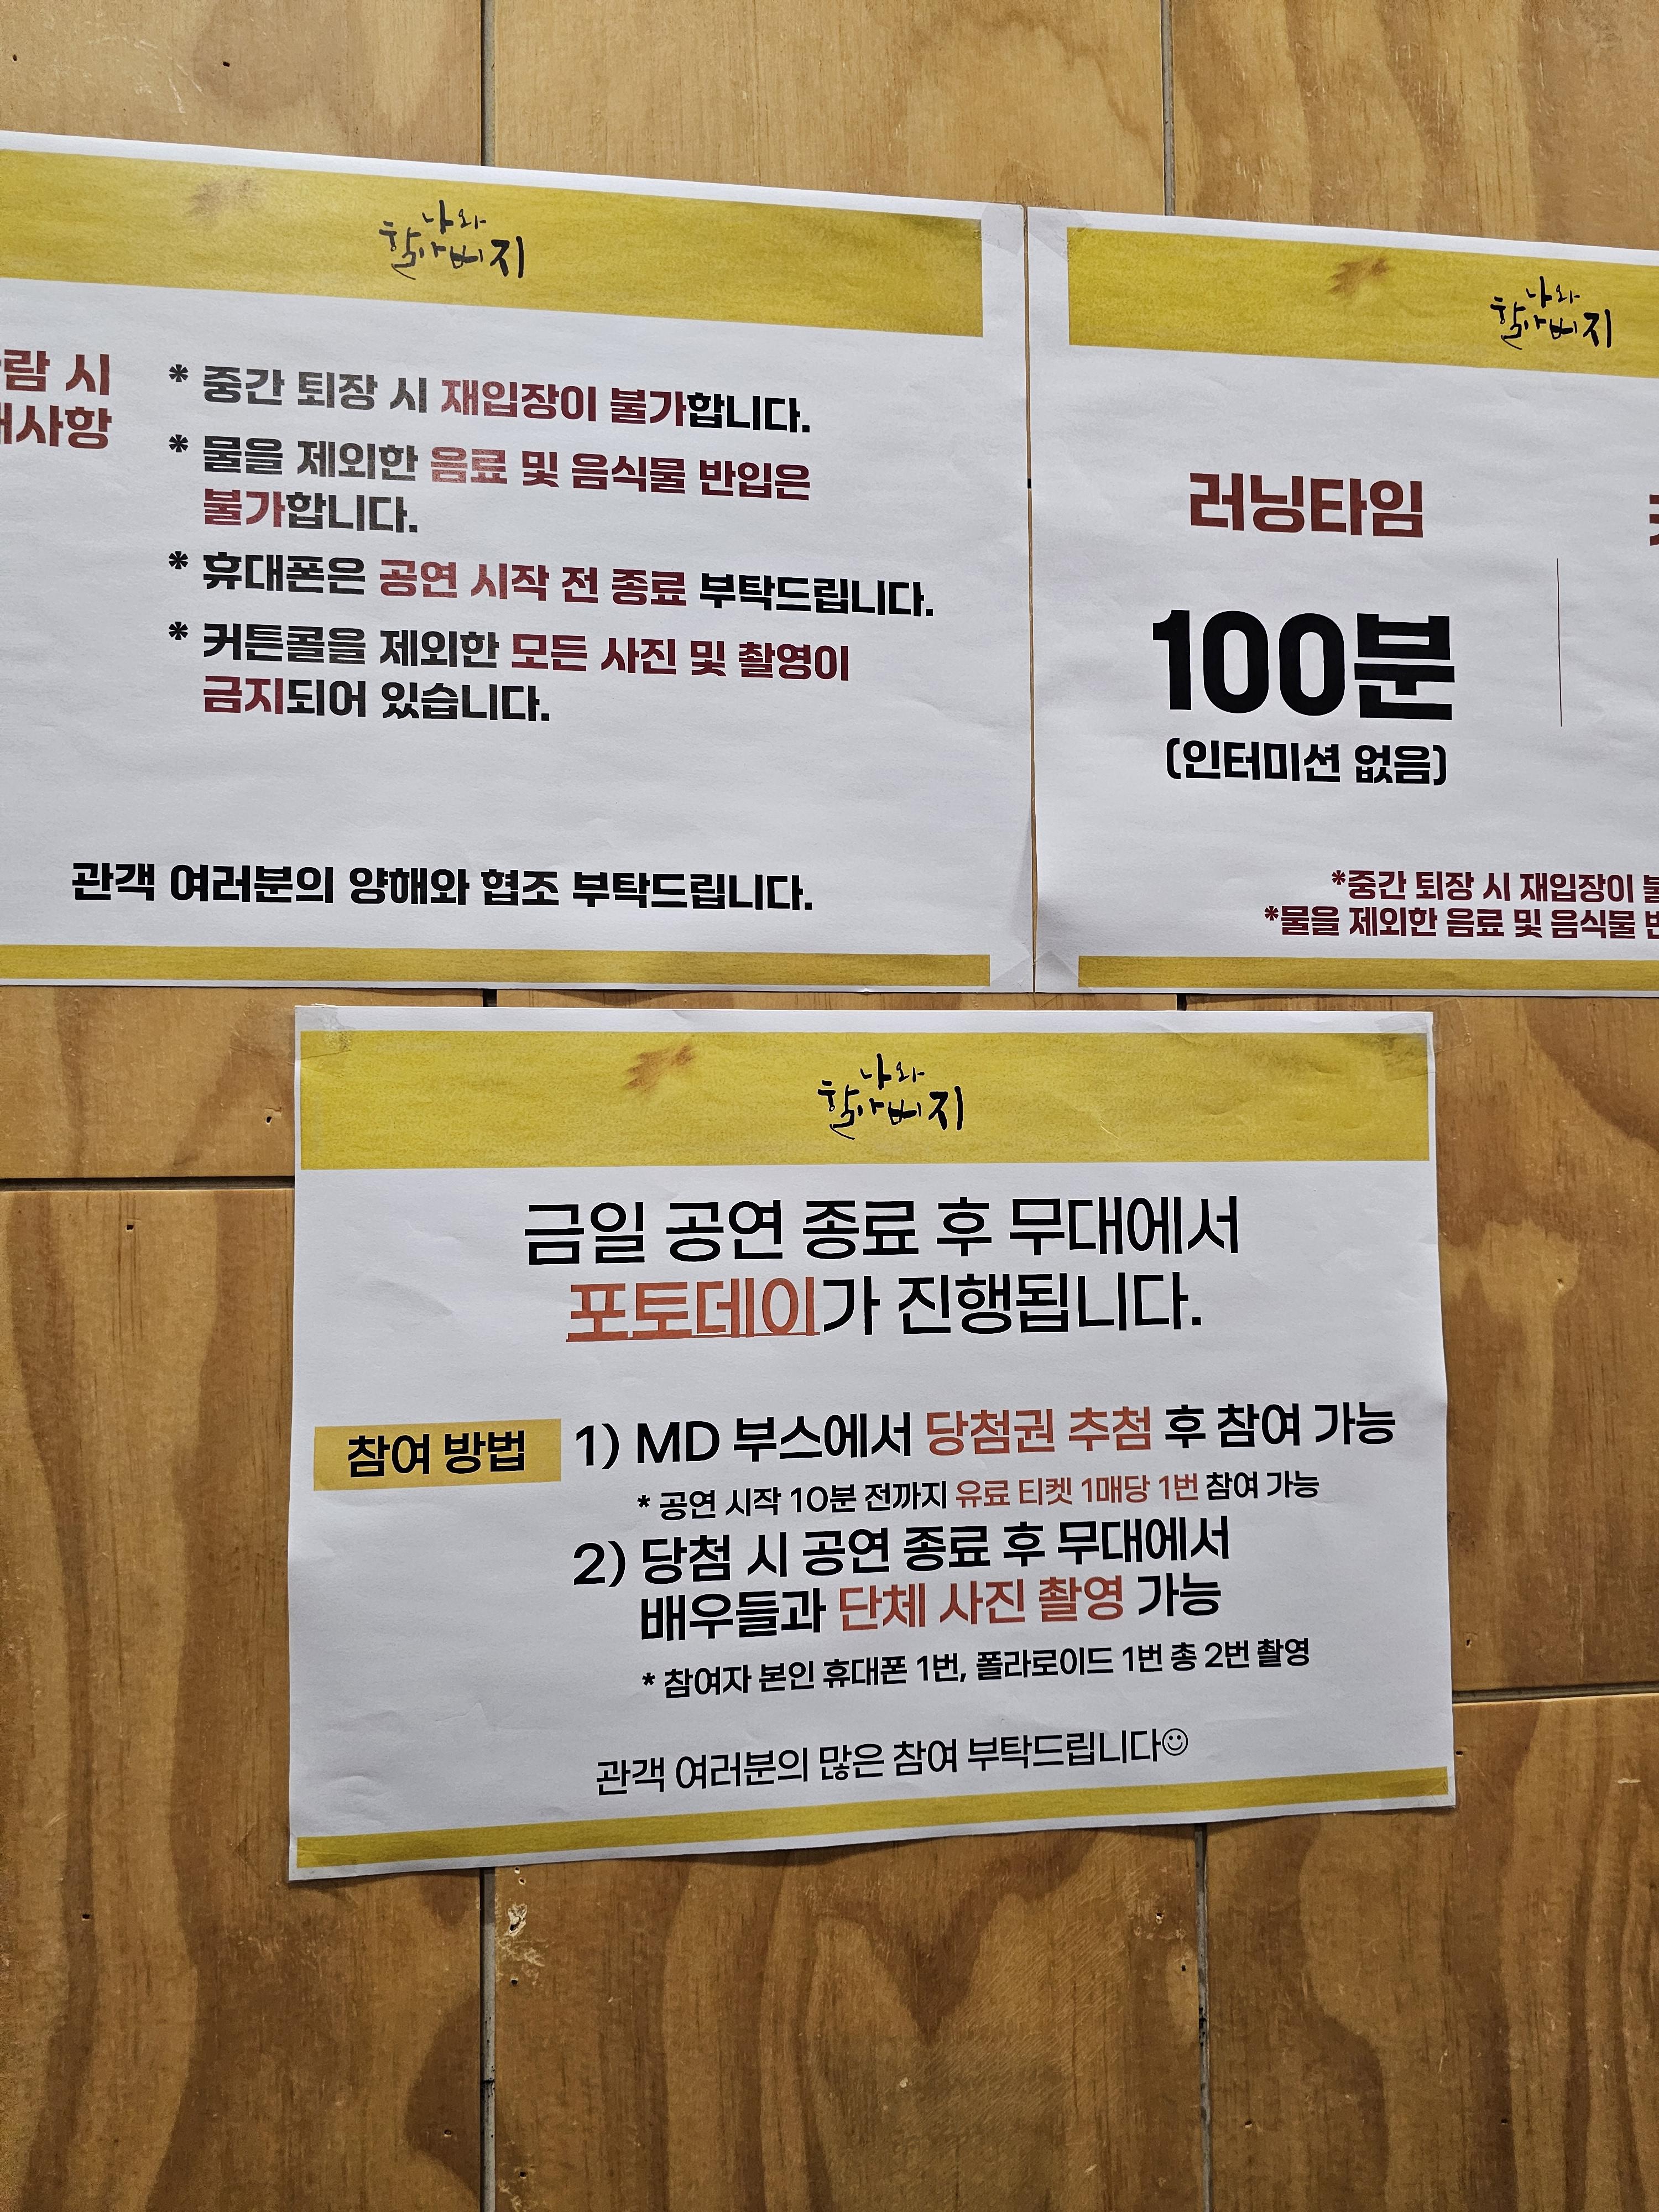 나와
할아버지
람 시
사항
* 중간 퇴장 시 재입장이 불가합니다.
* 물을 제외한 음료 및 음식물 반입은
불가합니다.
* 휴대폰은 공연 시작 전 종료 부탁드립니다.
* 커튼콜을 제외한 모든 사진 및 촬영이
금지되어 있습니다.
관객 여러분의 양해와 협조 부탁드립니다.
나와
할아버지
러닝타임
100분
(인터미션 없음)
*중간 퇴장 시 재입장이
*물을 제외한 음료 및 음식물
나와
할아버지
금일 공연 종료 후 무대에서
포토데이가 진행됩니다.
참여 방법
1) MD 부스에서 당첨권 추첨 후 참여 가능
* 공연 시작 10분 전까지 유료 티켓 1매당 1번 참여 가능
2) 당첨 시 공연 종료 후 무대에서
배우들과 단체 사진 촬영 가능
* 참여자 본인 휴대폰 1번, 폴라로이드 1번 총 2번 촬영
관객 여러분의 많은 참여 부탁드립니다☺